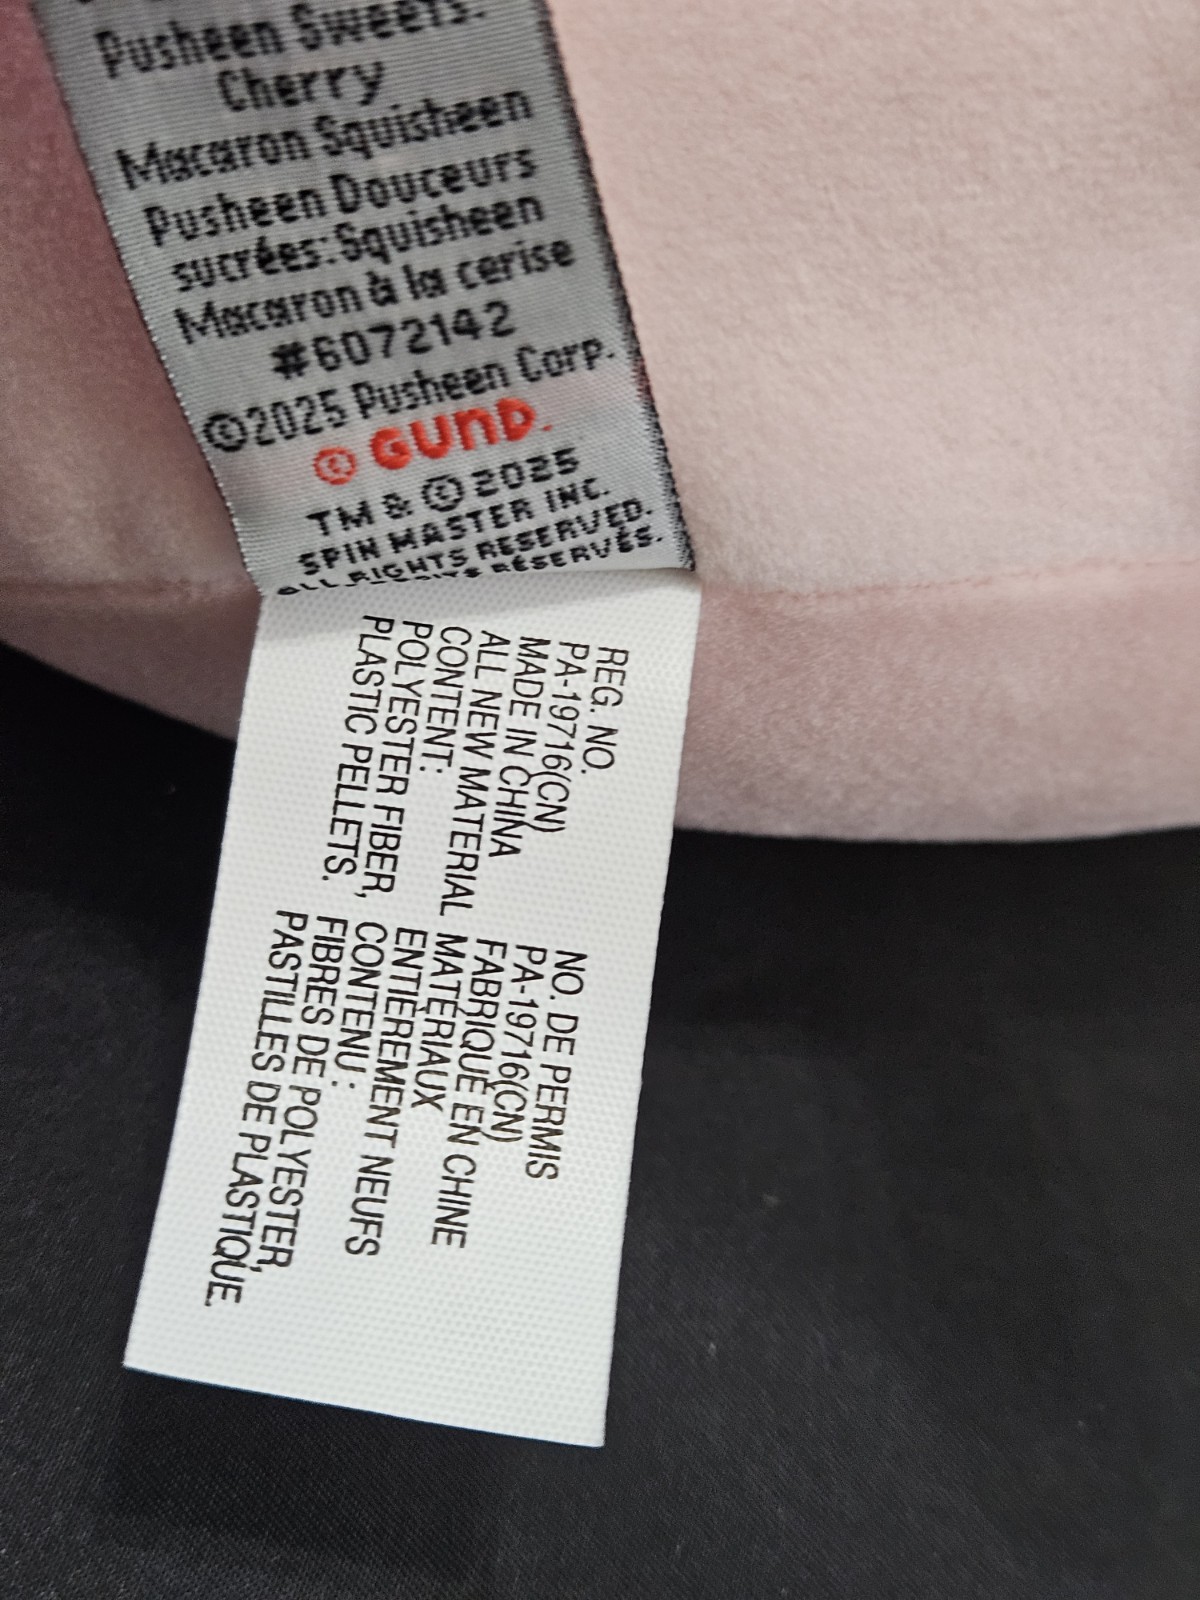 Pusheen Sweets:
Cherry
Macaron Squisheen
Pusheen Douceurs
sucrées: Squisheen
Macaron à la cerise
#6072142
©2025 Pusheen Corp.
© GUND.
TM & © 2025
SPIN MASTER INC.
ALL RIGHTS RESERVED.
RÉSERVÉS.
REG. NO.
PA-19716(CN)
MADE IN CHINA
ALL NEW MATERIAL
CONTENT:
POLYESTER FIBER,
PLASTIC PELLETS.
NO. DE PERMIS
PA-19716(CN)
FABRIQUÉ EN CHINE
MATÉRIAUX
ENTIÈREMENT NEUFS
CONTENU :
FIBRES DE POLYESTER,
PASTILLES DE PLASTIQUE.